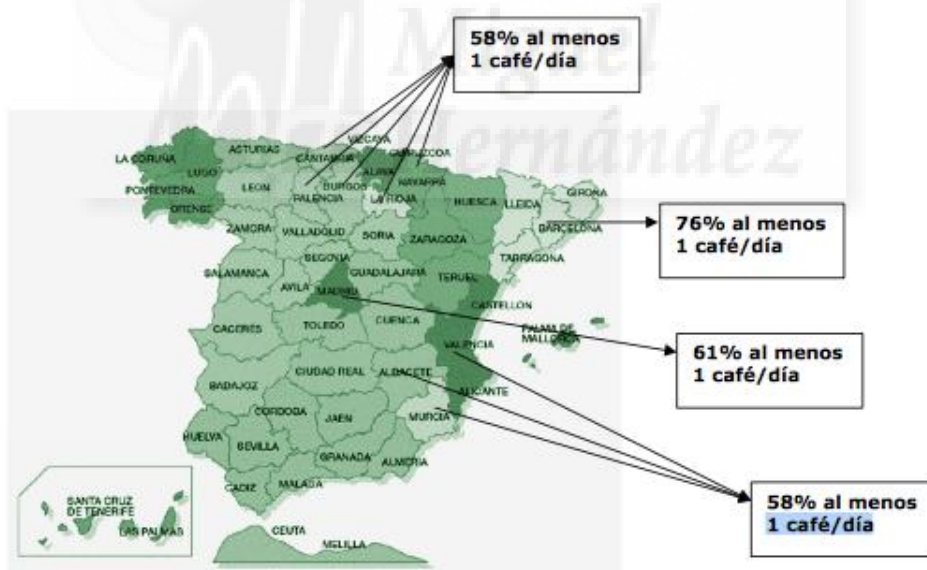 58% al menos
1 café/día
Miguel
Hernández
VIZCAYA
ASTURIAS
CANTABRIA
GUIPUZCOA
LA CORUÑA
LUGO
ALAVA
NAVARRA
PONTEVEDRA
LEON
BURGOS
HUESCA
LLEIDA
GIRONA
PALENCIA
LA RIOJA
ORENSE
BARCELONA
76% al menos
1 café/día
ZAMORA
VALLADOLID
SORIA
ZARAGOZA
TARRAGONA
SEGOVIA
SALAMANCA
GUADALAJARA
TERUEL
AVILA
MADRID
CASTELLON
CACERES
TOLEDO
CUENCA
PALMA DE
MALLORCA
VALENCIA
61% al menos
1 café/día
CIUDAD REAL
ALBACETE
BADAJOZ
ALICANTE
CORDOBA
JAEN
MURCIA
HUELVA
SEVILLA
GRANADA
ALMERIA
CADIZ
MALAGA
58% al menos
1 café/día
SANTA CRUZ
DE TENERIFE
LAS PALMAS
CEUTA
MELILLA